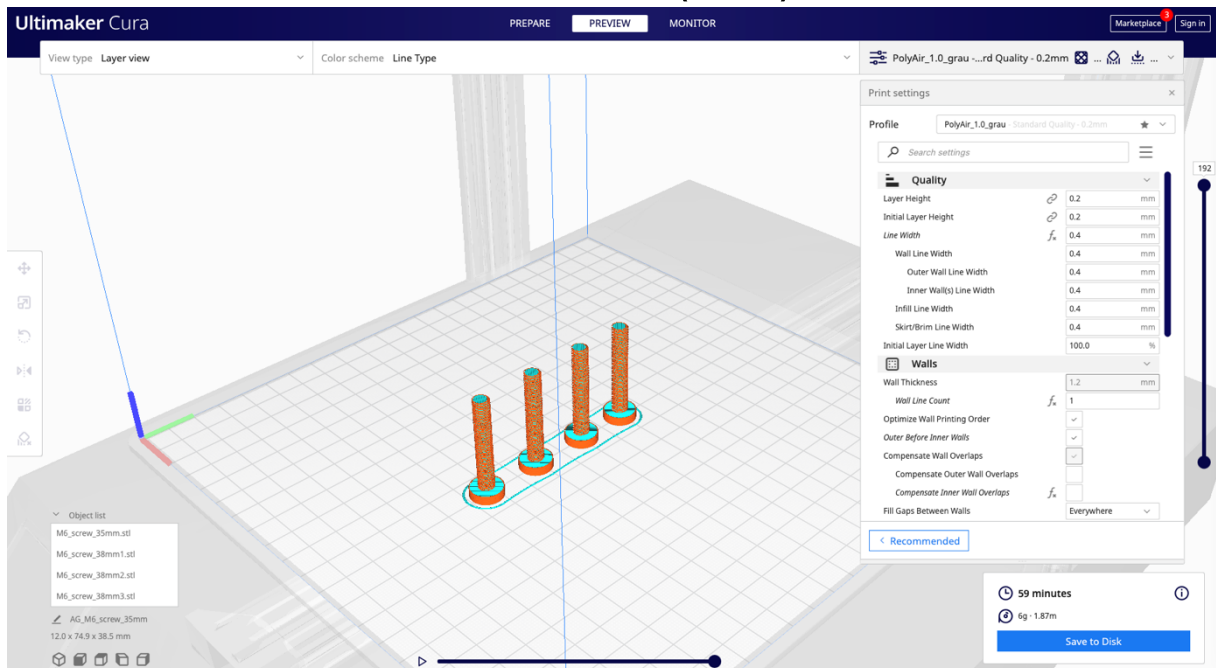 Ultimaker Cura
PREPARE
PREVIEW
MONITOR
Marketplace
3
Sign in
View type Layer view
Color scheme Line Type
PolyAir_1.0_grau -...rd Quality - 0.2mm ... ...
Print settings
Profile
PolyAir_1.0_grau - Standard Quality - 0.2mm
Search settings
192
Quality
Layer Height 0.2 mm
Initial Layer Height 0.2 mm
Line Width 0.4 mm
Wall Line Width 0.4 mm
Outer Wall Line Width 0.4 mm
Inner Wall(s) Line Width 0.4 mm
Infill Line Width 0.4 mm
Skirt/Brim Line Width 0.4 mm
Initial Layer Line Width 100.0 %
Walls
Wall Thickness 1.2 mm
Wall Line Count 1
Optimize Wall Printing Order
Outer Before Inner Walls
Compensate Wall Overlaps
Compensate Outer Wall Overlaps
Compensate Inner Wall Overlaps
Fill Gaps Between Walls Everywhere
< Recommended
Object list
M6_screw_35mm.stl
M6_screw_38mm1.stl
M6_screw_38mm2.stl
M6_screw_38mm3.stl
AG_M6_screw_35mm
12.0 x 74.9 x 38.5 mm
59 minutes
6g · 1.87m
Save to Disk